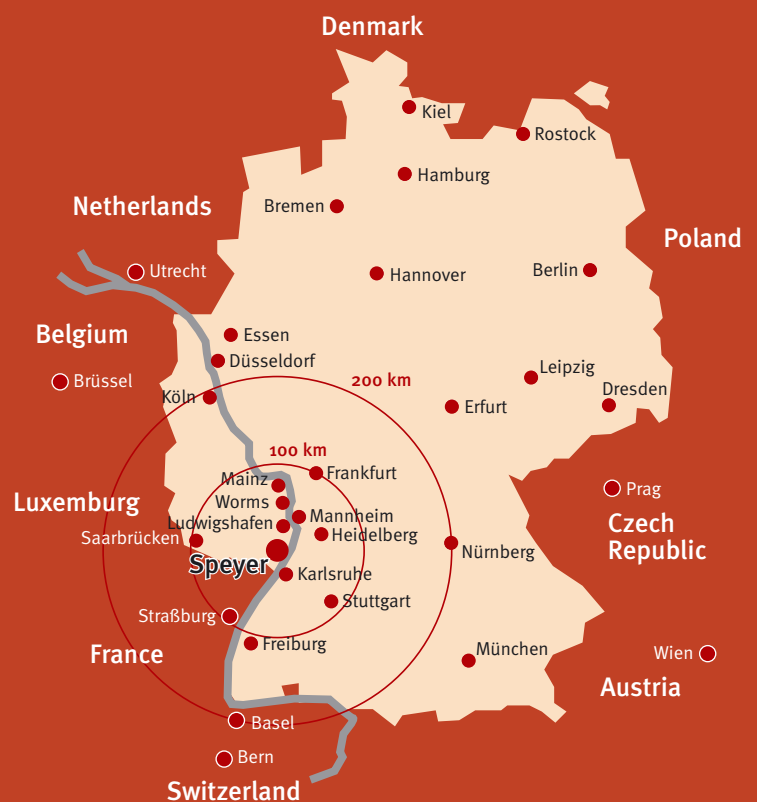 Denmark
Kiel
Rostock
Hamburg
Netherlands
Bremen
Poland
Utrecht
Hannover
Berlin
Belgium
Essen
Düsseldorf
Leipzig
200 km
Brüssel
Dresden
Köln
Erfurt
100 km
Frankfurt
Mainz
Prag
Luxemburg
Worms
Mannheim
Ludwigshafen
Czech
Republic
Saarbrücken
Heidelberg
Nürnberg
Speyer
Karlsruhe
Stuttgart
Straßburg
Freiburg
France
München
Wien
Austria
Basel
Bern
Switzerland